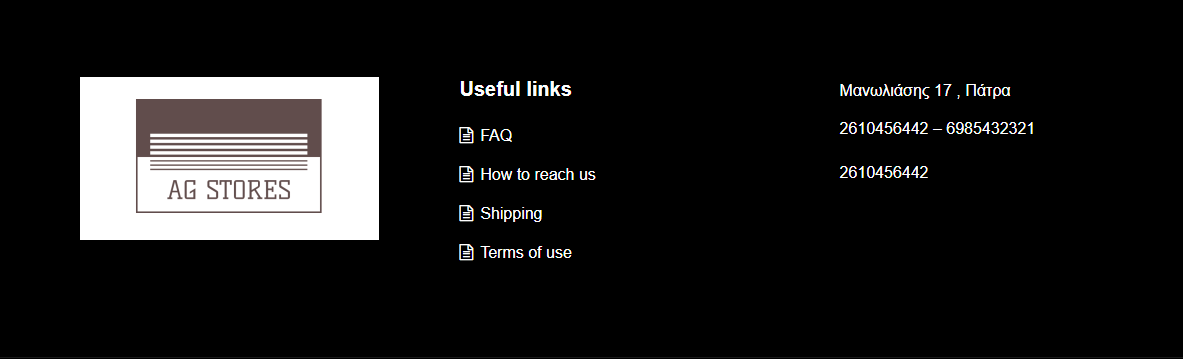 AG STORES
Useful links
FAQ
How to reach us
Shipping
Terms of use
Μανωλιάσης 17 , Πάτρα
2610456442 – 6985432321
2610456442